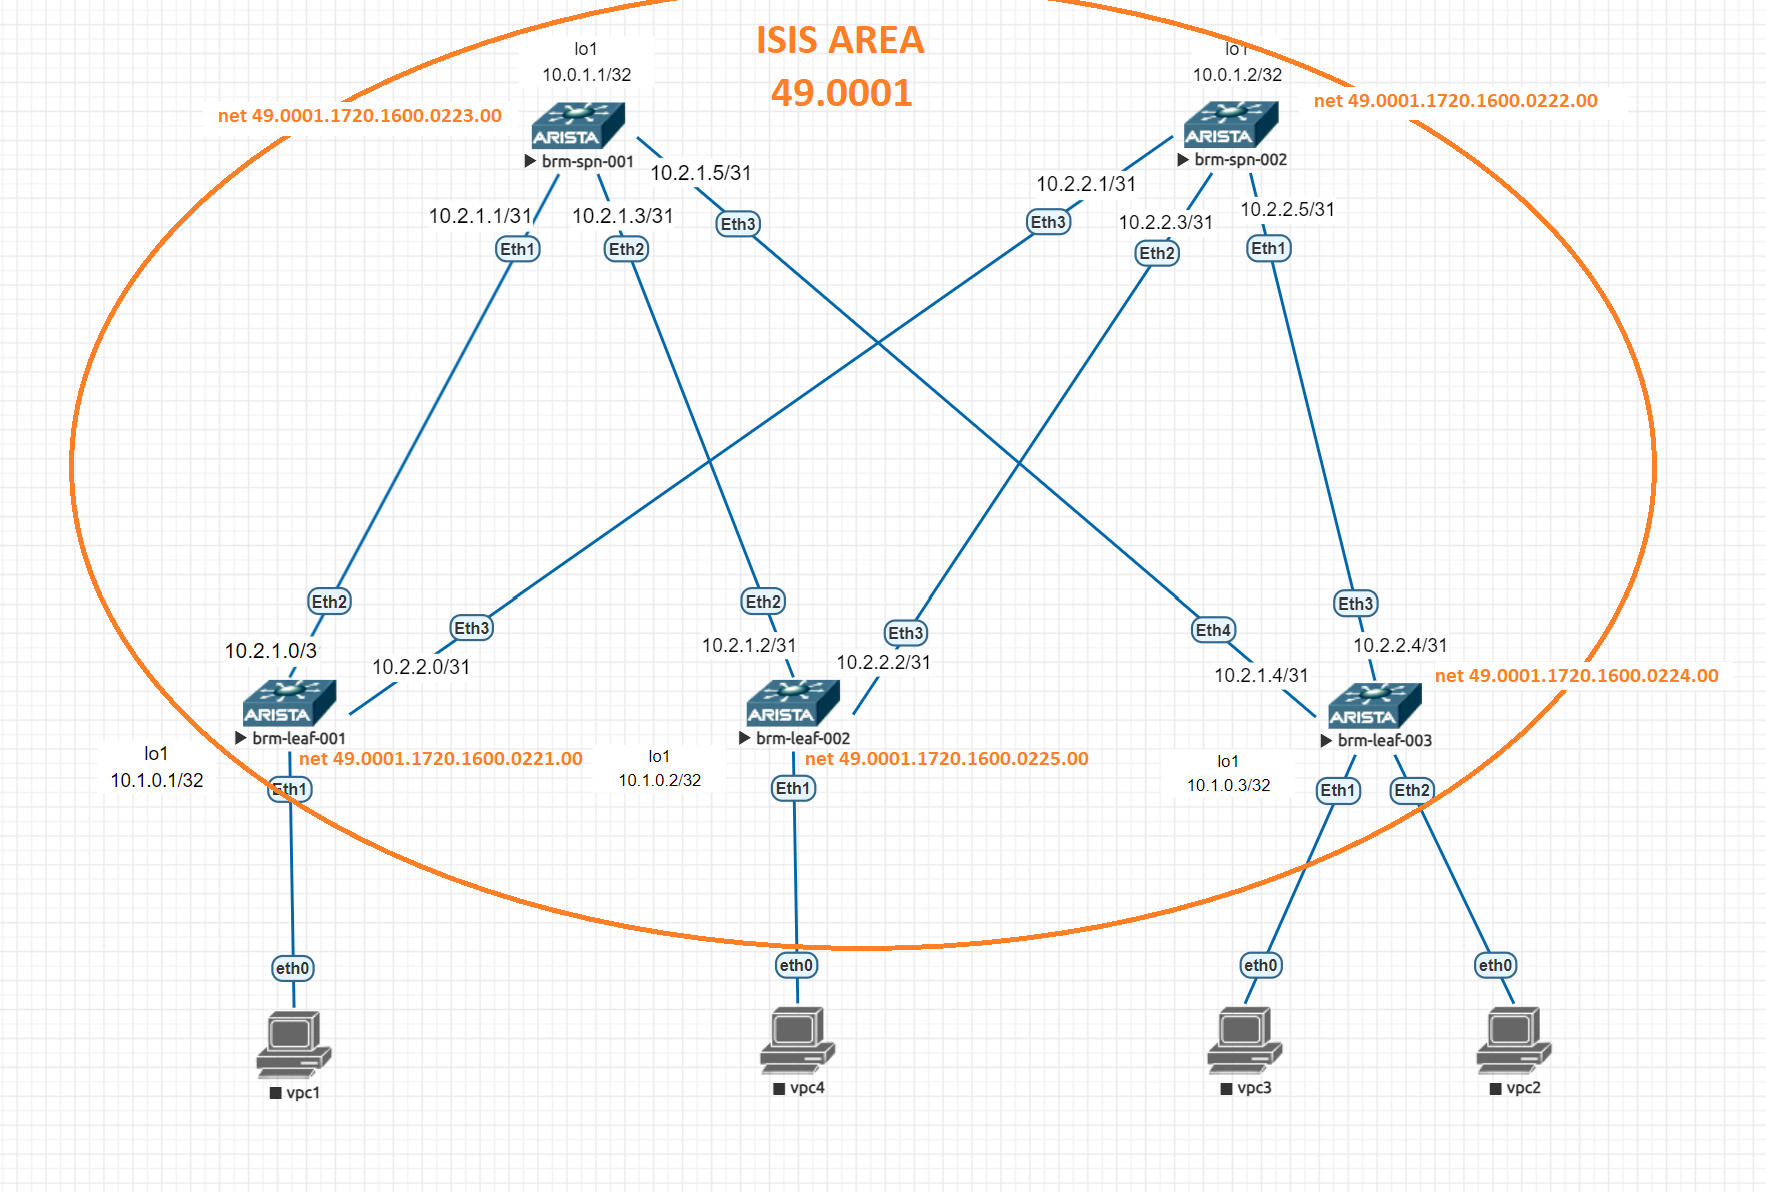 ISIS AREA
49.0001
lo1
10.0.1.1/32
lo1
10.0.1.2/32
net 49.0001.1720.1600.0223.00
net 49.0001.1720.1600.0222.00
ARISTA
brm-spn-001
ARISTA
brm-spn-002
10.2.1.5/31
10.2.2.1/31
10.2.1.1/31
10.2.1.3/31
10.2.2.3/31
10.2.2.5/31
Eth1
Eth2
Eth3
Eth3
Eth2
Eth1
Eth2
Eth3
Eth2
Eth3
Eth4
Eth3
10.2.1.0/3
10.2.2.0/31
10.2.1.2/31
10.2.2.2/31
10.2.1.4/31
10.2.2.4/31
net 49.0001.1720.1600.0224.00
ARISTA
brm-leaf-001
ARISTA
brm-leaf-002
ARISTA
brm-leaf-003
lo1
10.1.0.1/32
net 49.0001.1720.1600.0221.00
lo1
10.1.0.2/32
net 49.0001.1720.1600.0225.00
lo1
10.1.0.3/32
Eth1
Eth1
Eth1
Eth2
eth0
eth0
eth0
eth0
vpc1
vpc4
vpc3
vpc2